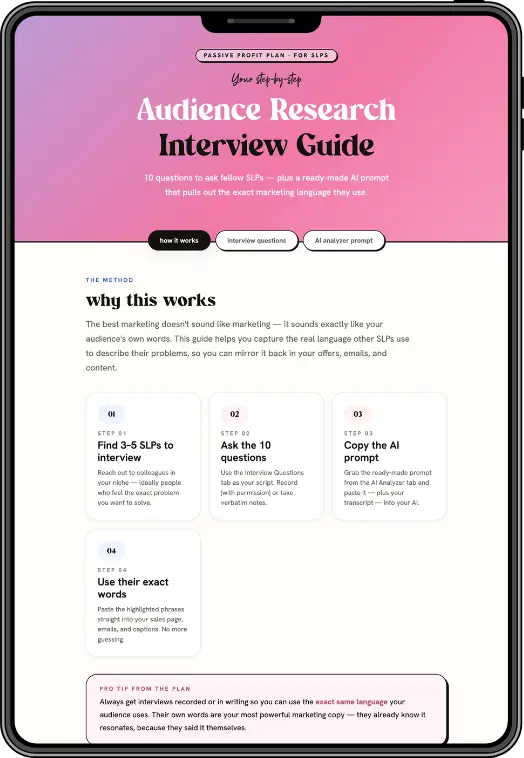 PASSIVE PROFIT PLAN · FOR SLPS
Your step-by-step
Audience Research
Interview Guide
10 questions to ask fellow SLPs — plus a ready-made AI prompt
that pulls out the exact marketing language they use.
how it works
interview questions
AI analyzer prompt
THE METHOD
why this works
The best marketing doesn't sound like marketing — it sounds exactly like your
audience's own words. This guide helps you capture the real language other SLPs use
to describe their problems, so you can mirror it back in your offers, emails, and
content.
01
STEP 01
Find 3–5 SLPs to
interview
Reach out to colleagues in
your niche — ideally people
who feel the exact problem
you want to solve.
02
STEP 02
Ask the 10
questions
Use the Interview Questions
tab as your script. Record
(with permission) or take
verbatim notes.
03
STEP 03
Copy the AI
prompt
Grab the ready-made prompt
from the AI Analyzer tab and
paste it — plus your
transcript — into your AI.
04
STEP 04
Use their exact
words
Paste the highlighted phrases
straight into your sales page,
emails, and captions. No more
guessing.
PRO TIP FROM THE PLAN
Always get interviews recorded or in writing so you can use the exact same language your
audience uses. Their own words are your most powerful marketing copy — they already know it
resonates, because they said it themselves.